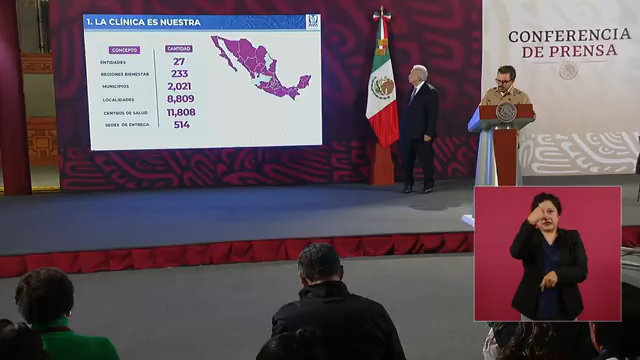 1. LA CLÍNICA ES NUESTRA
CONCEPTO CANTIDAD
ENTIDADES 27
REGIONES BIENESTAR 233
MUNICIPIOS 2,021
LOCALIDADES 8,809
CENTROS DE SALUD 11,808
SEDES DE ENTREGA 514
CONFERENCIA
DE PRENSA